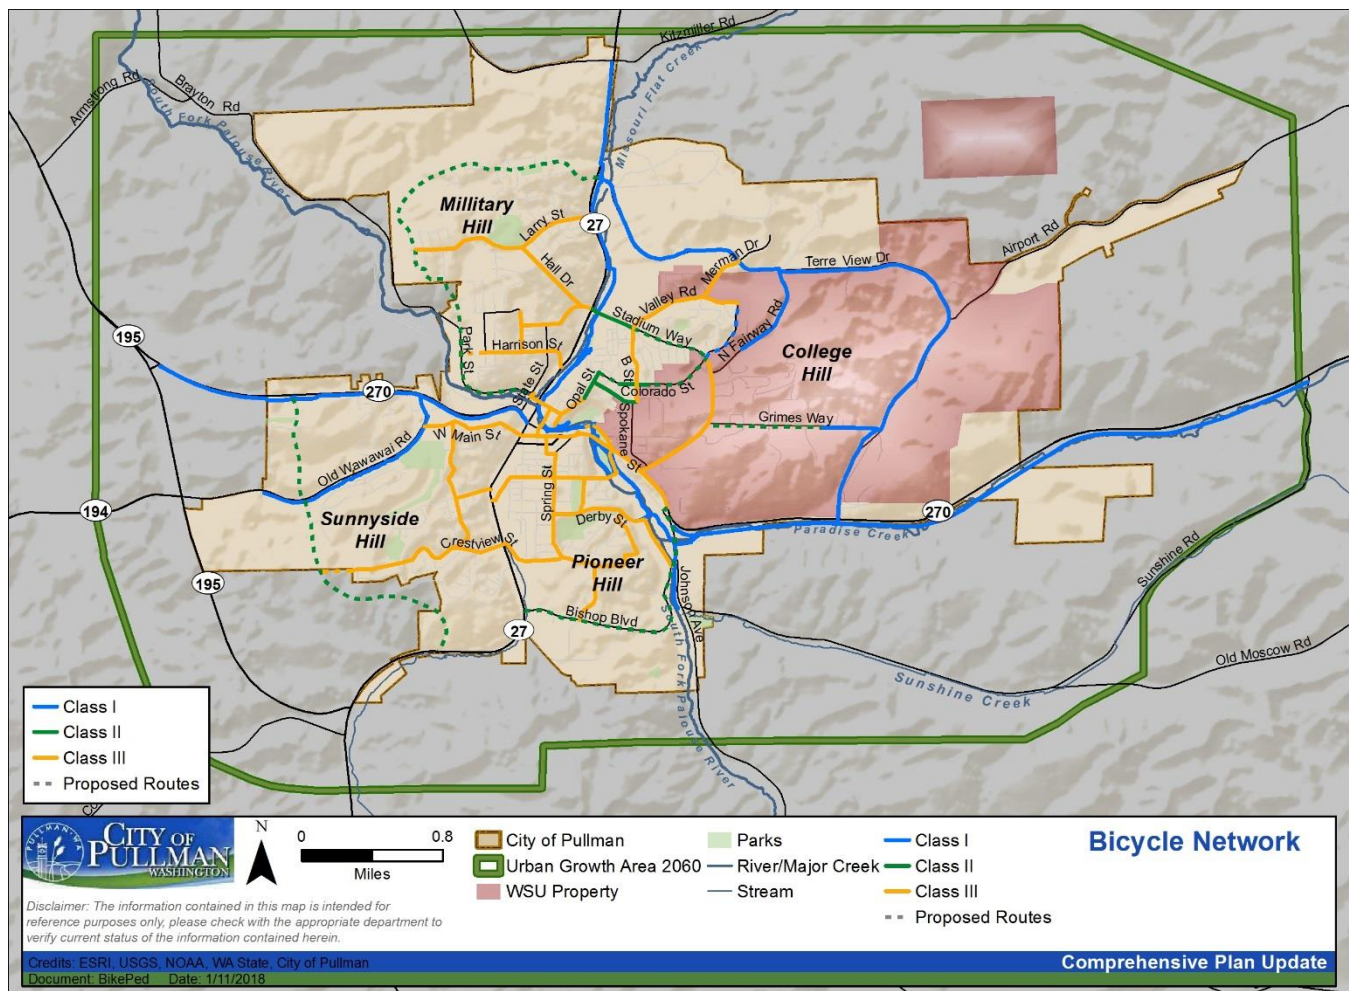 Kitzmiller Rd
Armstrong Rd
Brayton Rd
South Fork Palouse River
Missouri Flat Creek
Millitary
Hill
Larry St
27
Hall Dr
Merman Dr
Terre View Dr
Airport Rd
Valley Rd
Stadium Way
N Fairway Rd
195
Park St
Harrison St
State St
B St
College
Hill
270
Opal St
Colorado St
Spokane St
Grimes Way
W Main St
Old Wawawai Rd
194
Sunnyside
Hill
Spring St
Derby St
270
Paradise Creek
Crestview St
Pioneer
Hill
195
Johnson Ave
Sunshine Rd
Bishop Blvd
27
South Fork Palouse River
Old Moscow Rd
Sunshine Creek
Class I
Class II
Class III
Proposed Routes
PULLMAN, WA
CITY OF
PULLMAN
WASHINGTON
N
0 0.8
Miles
City of Pullman
Urban Growth Area 2060
WSU Property
Parks
River/Major Creek
Stream
Class I
Class II
Class III
Proposed Routes
Bicycle Network
Disclaimer: The information contained in this map is intended for
reference purposes only, please check with the appropriate department to
verify current status of the information contained herein.
Credits: ESRI, USGS, NOAA, WA State, City of Pullman
Comprehensive Plan Update
Document: BikePed Date: 1/11/2018